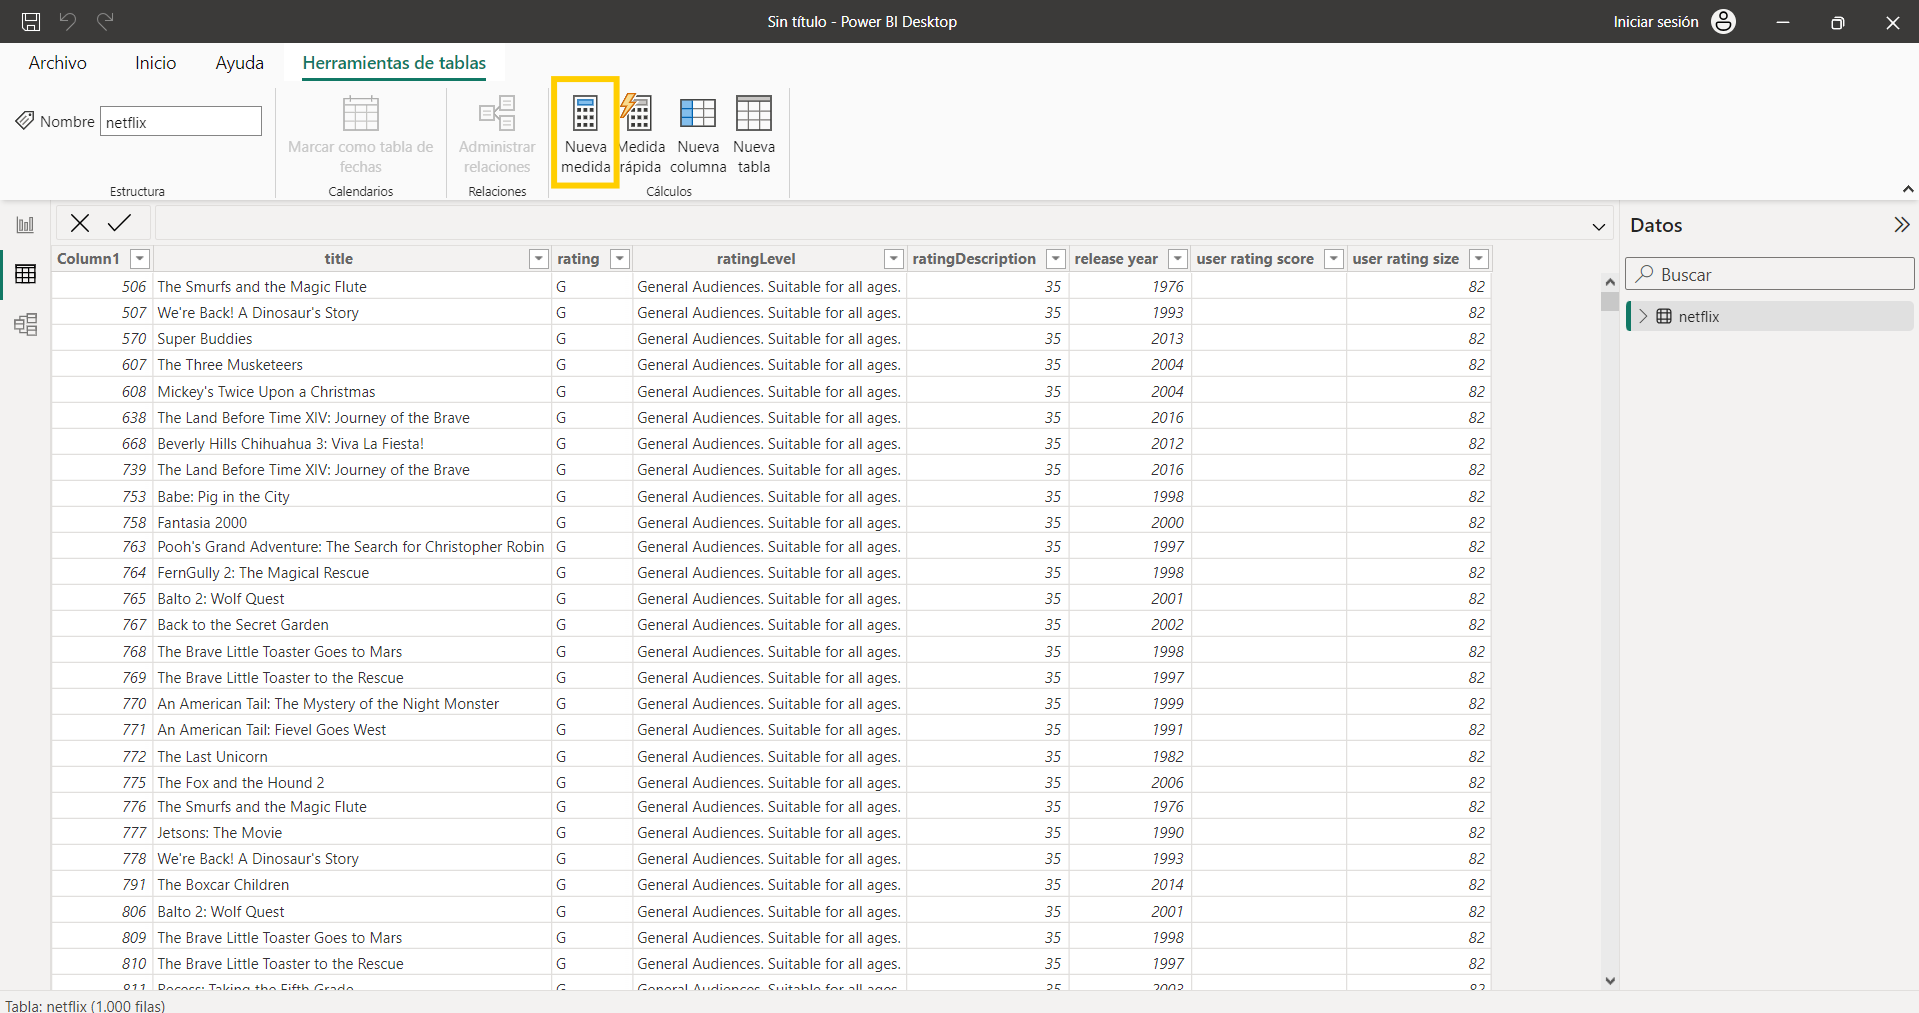 Sin título - Power BI Desktop
Iniciar sesión
Archivo Inicio Ayuda Herramientas de tablas
Nombre netflix
Marcar como tabla de fechas
Administrar relaciones
Nueva medida
Medida rápida
Nueva columna
Nueva tabla
Estructura Calendarios Relaciones Cálculos
Datos
Buscar
netflix
Column1 title rating ratingLevel ratingDescription release year user rating score user rating size
506 The Smurfs and the Magic Flute G General Audiences. Suitable for all ages. 35 1976 82
507 We're Back! A Dinosaur's Story G General Audiences. Suitable for all ages. 35 1993 82
570 Super Buddies G General Audiences. Suitable for all ages. 35 2013 82
607 The Three Musketeers G General Audiences. Suitable for all ages. 35 2004 82
608 Mickey's Twice Upon a Christmas G General Audiences. Suitable for all ages. 35 2004 82
638 The Land Before Time XIV: Journey of the Brave G General Audiences. Suitable for all ages. 35 2016 82
668 Beverly Hills Chihuahua 3: Viva La Fiesta! G General Audiences. Suitable for all ages. 35 2012 82
739 The Land Before Time XIV: Journey of the Brave G General Audiences. Suitable for all ages. 35 2016 82
753 Babe: Pig in the City G General Audiences. Suitable for all ages. 35 1998 82
758 Fantasia 2000 G General Audiences. Suitable for all ages. 35 2000 82
763 Pooh's Grand Adventure: The Search for Christopher Robin G General Audiences. Suitable for all ages. 35 1997 82
764 FernGully 2: The Magical Rescue G General Audiences. Suitable for all ages. 35 1998 82
765 Balto 2: Wolf Quest G General Audiences. Suitable for all ages. 35 2001 82
767 Back to the Secret Garden G General Audiences. Suitable for all ages. 35 2002 82
768 The Brave Little Toaster Goes to Mars G General Audiences. Suitable for all ages. 35 1998 82
769 The Brave Little Toaster to the Rescue G General Audiences. Suitable for all ages. 35 1997 82
770 An American Tail: The Mystery of the Night Monster G General Audiences. Suitable for all ages. 35 1999 82
771 An American Tail: Fievel Goes West G General Audiences. Suitable for all ages. 35 1991 82
772 The Last Unicorn G General Audiences. Suitable for all ages. 35 1982 82
775 The Fox and the Hound 2 G General Audiences. Suitable for all ages. 35 2006 82
776 The Smurfs and the Magic Flute G General Audiences. Suitable for all ages. 35 1976 82
777 Jetsons: The Movie G General Audiences. Suitable for all ages. 35 1990 82
778 We're Back! A Dinosaur's Story G General Audiences. Suitable for all ages. 35 1993 82
791 The Boxcar Children G General Audiences. Suitable for all ages. 35 2014 82
806 Balto 2: Wolf Quest G General Audiences. Suitable for all ages. 35 2001 82
809 The Brave Little Toaster Goes to Mars G General Audiences. Suitable for all ages. 35 1998 82
810 The Brave Little Toaster to the Rescue G General Audiences. Suitable for all ages. 35 1997 82
811 Recess: Taking the Fifth Grade G General Audiences. Suitable for all ages. 35 2003 82
Tabla: netflix (1.000 filas)